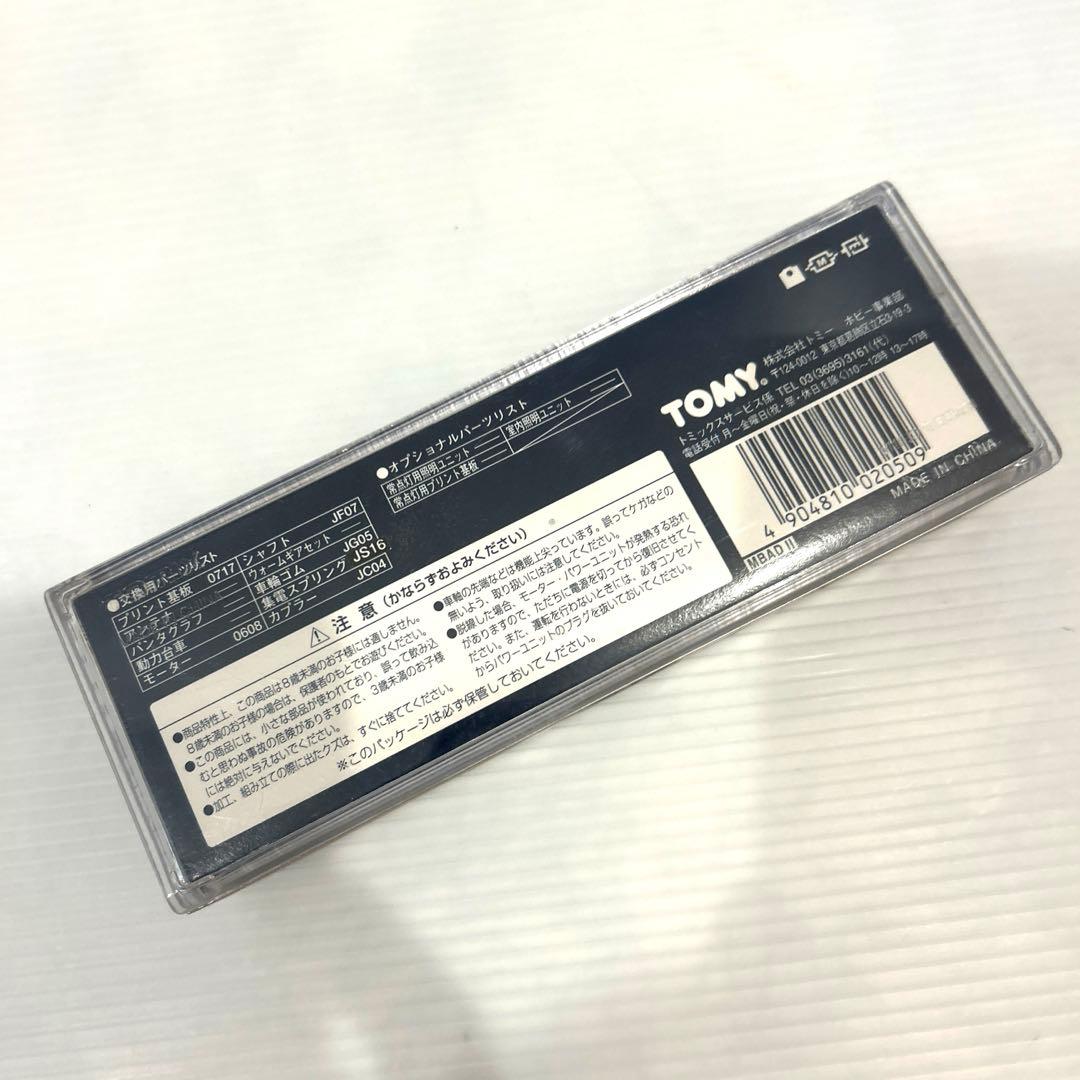 ●交換用パーツリスト
プリント基板 0717 シャフト JF07
アンテナ ウォームギアセット
パンタグラフ 車輪ゴム JG05
動力台車 0608 集電スプリング JS16
モーター カプラー JC04
●オプショナルパーツリスト
常点灯用照明ユニット 室内照明ユニット
常点灯用プリント基板
⚠注意(かならずおよみください)
●商品特性上、この商品は8歳未満のお子様には適しません。
8歳未満のお子様の場合は、保護者のもとでお遊びください。
●この商品には、小さな部品が使われており、誤って飲み込
むと思わぬ事故の危険がありますので、3歳未満のお子様
には絶対に与えないでください。
●加工、組み立ての際に出たクズは、すぐに捨ててください。
●車輪の先端などは機能上尖っています。誤ってケガなどの
無いよう、取り扱いには注意してください。
●脱線した場合、モーター・パワーユニットが発熱する恐れ
がありますので、ただちに電源を切ってから復旧させてく
ださい。また、運転を行わないときには、必ずコンセント
からパワーユニットのプラグを抜いておいてください。
※このパッケージは必ず保管しておいてください。
TOMY®
株式会社トミー ホビー事業部
〒124-0012 東京都葛飾区立石3-19-3
トミックスサービス係 TEL 03(3695)3161(代)
電話受付 月~金曜日(祝・祭・休日を除く)10~12時 13~17時
4 904810 020509
MBAD II
MADE IN CHINA